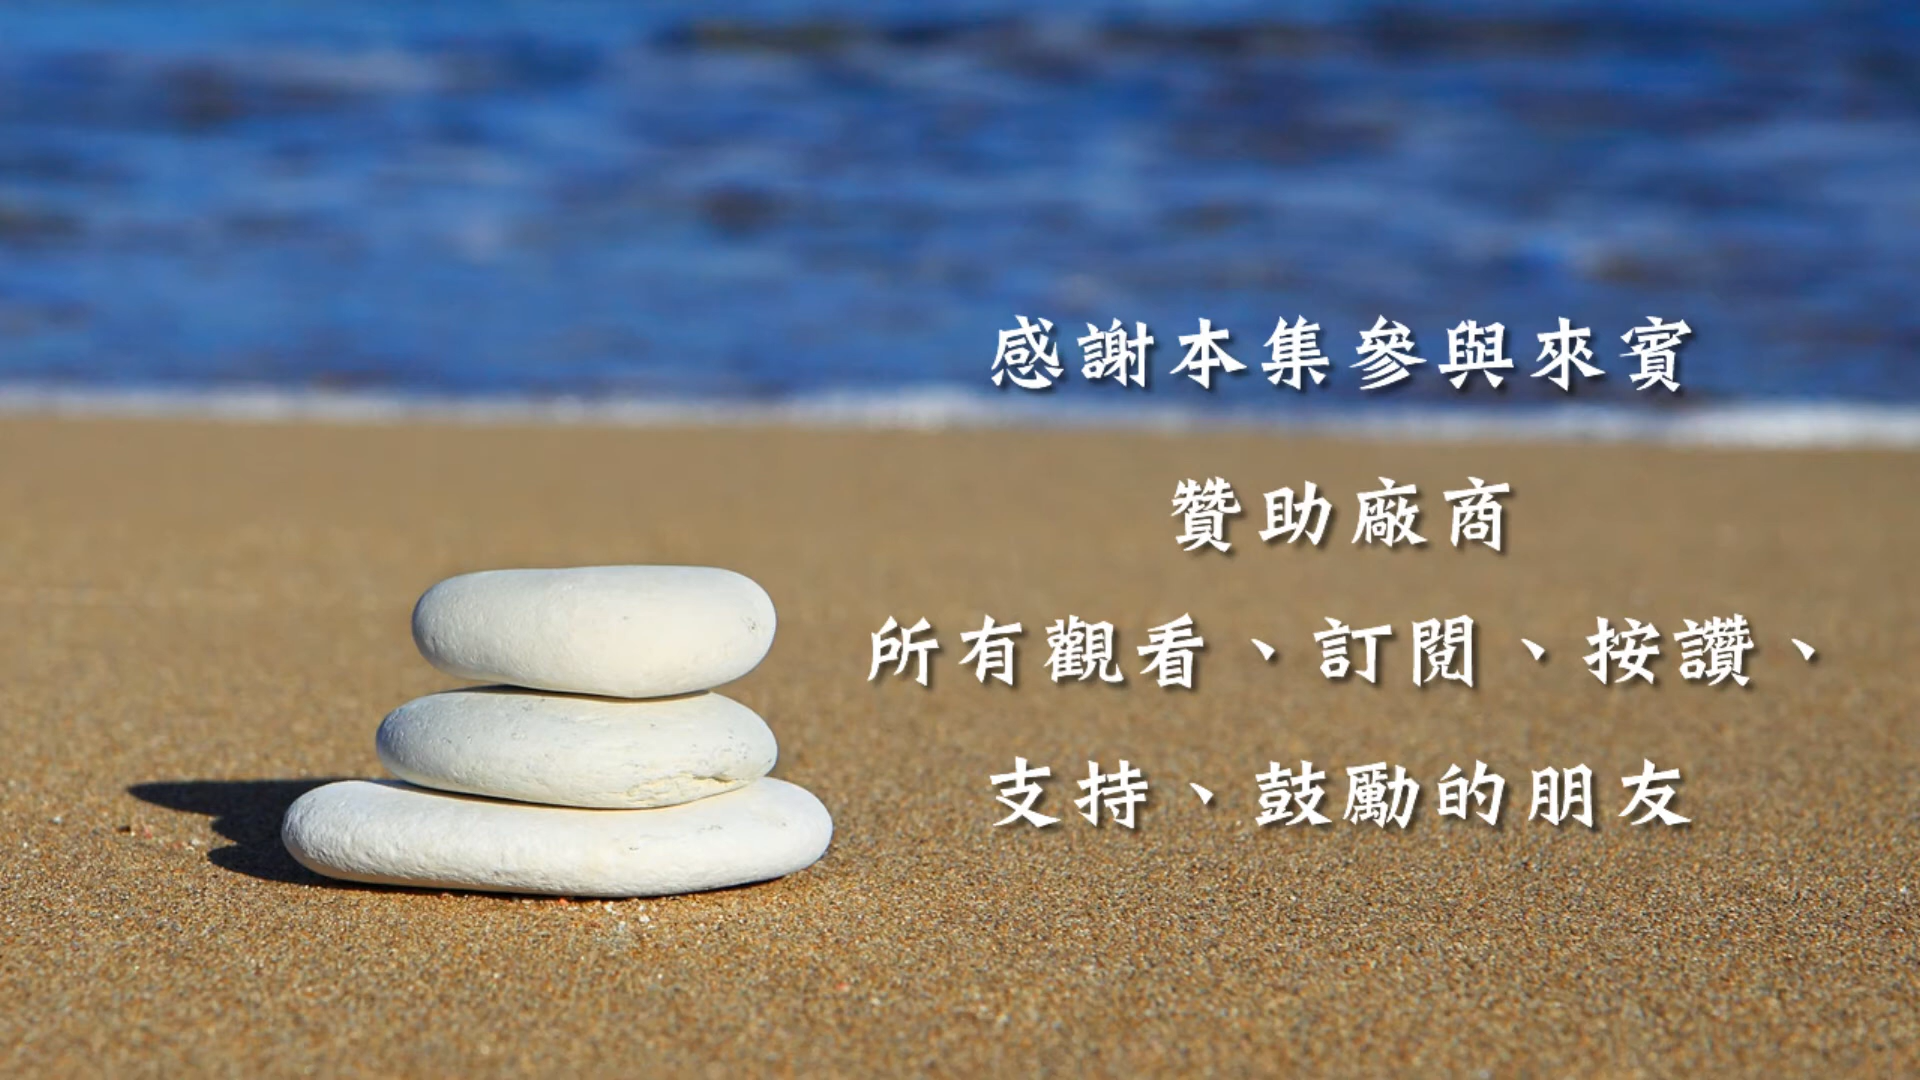 感謝本集參與來賓
贊助廠商
所有觀看、訂閱、按讚、
支持、鼓勵的朋友